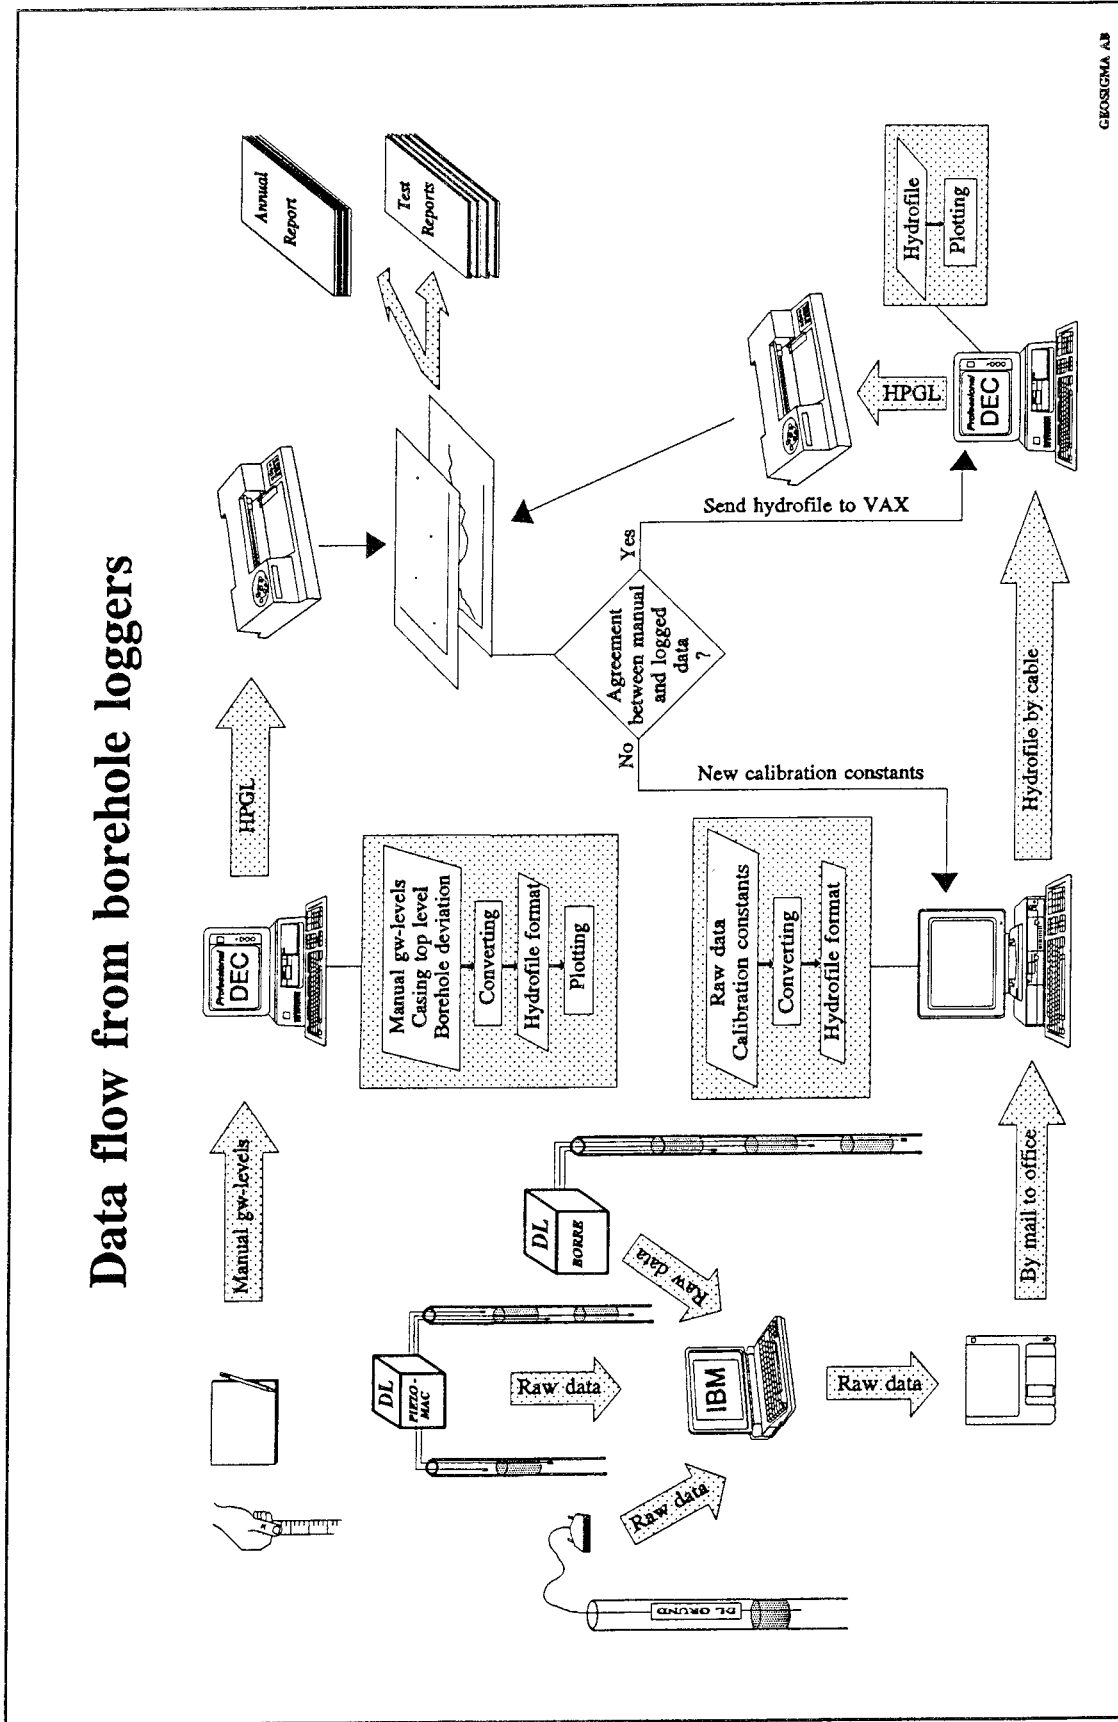 Data flow from borehole loggers
Manual gw-levels
Professional
DEC
HPGL
Annual
Report
Test
Reports
Manual gw-levels
Casing top level
Borehole deviation
Converting
Hydrofile format
Plotting
DL
PIEZO-
MAC
DL
BORRE
DL GRUND
Raw data
Raw data
Raw data
IBM
Raw data
By mail to office
Raw data
Calibration constants
Converting
Hydrofile format
Agreement
between manual
and logged
data
?
No
Yes
New calibration constants
Send hydrofile to VAX
Hydrofile by cable
HPGL
Professional
DEC
Hydrofile
Plotting
GEOSIGMA AB